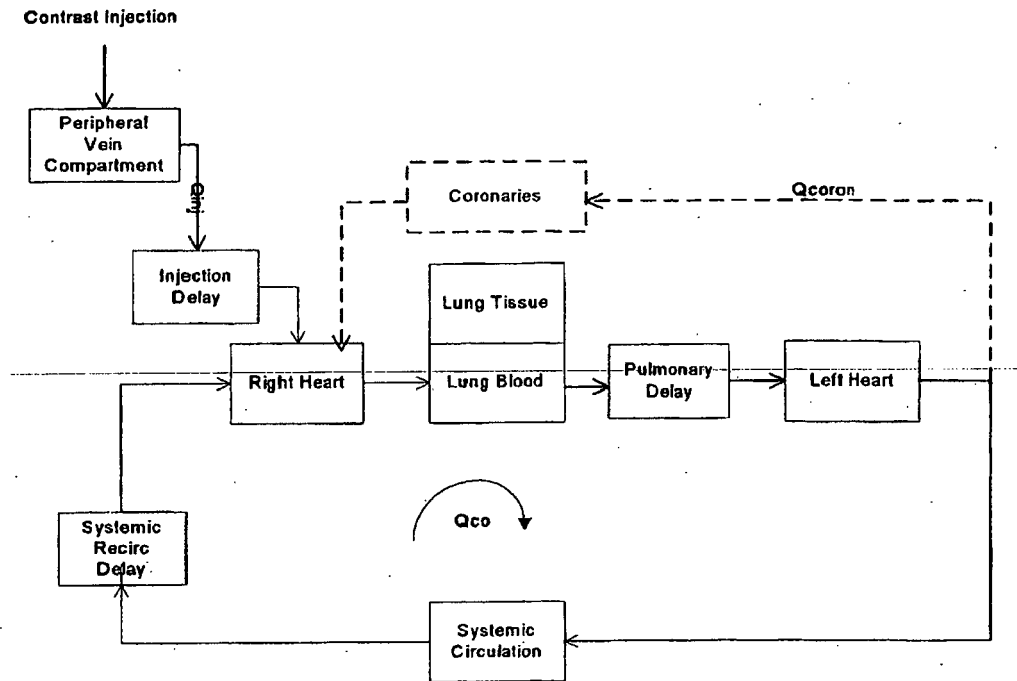 Contrast Injection
Peripheral
Vein
Compartment
Qinj
Injection
Delay
Coronaries
Qcoron
Lung Tissue
Right Heart
Lung Blood
Pulmonary
Delay
Left Heart
Qco
Systemic
Recirc
Delay
Systemic
Circulation